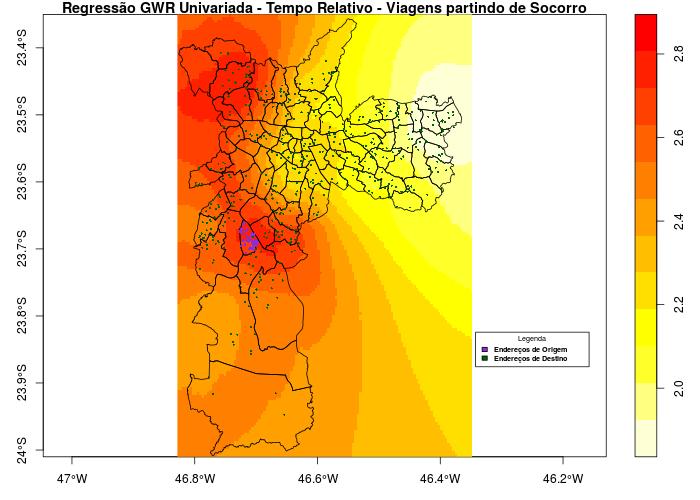 Regressão GWR Univariada - Tempo Relativo - Viagens partindo de Socorro
23.4°S
23.5°S
23.6°S
23.7°S
23.8°S
23.9°S
24°S
47°W
46.8°W
46.6°W
46.4°W
46.2°W
Legenda
Endereços de Origem
Endereços de Destino
2.8
2.6
2.4
2.2
2.0